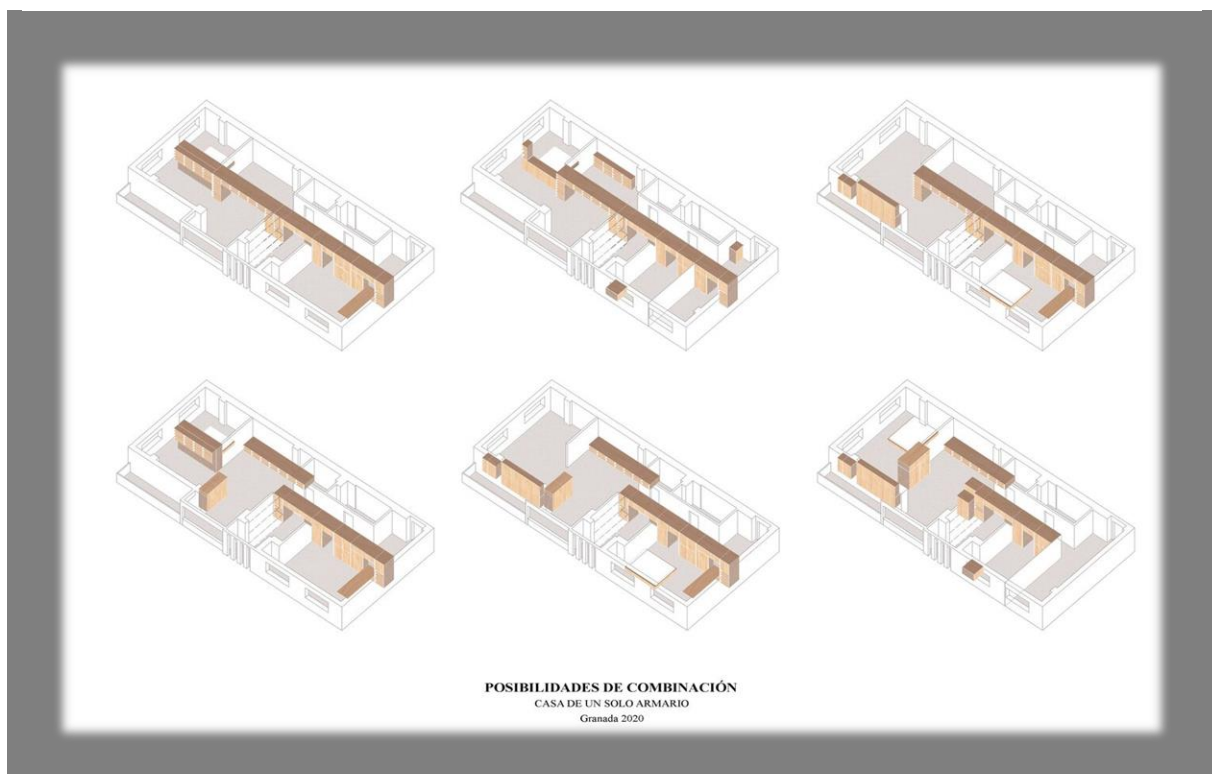 POSIBILIDADES DE COMBINACIÓN
CASA DE UN SOLO ARMARIO
Granada 2020